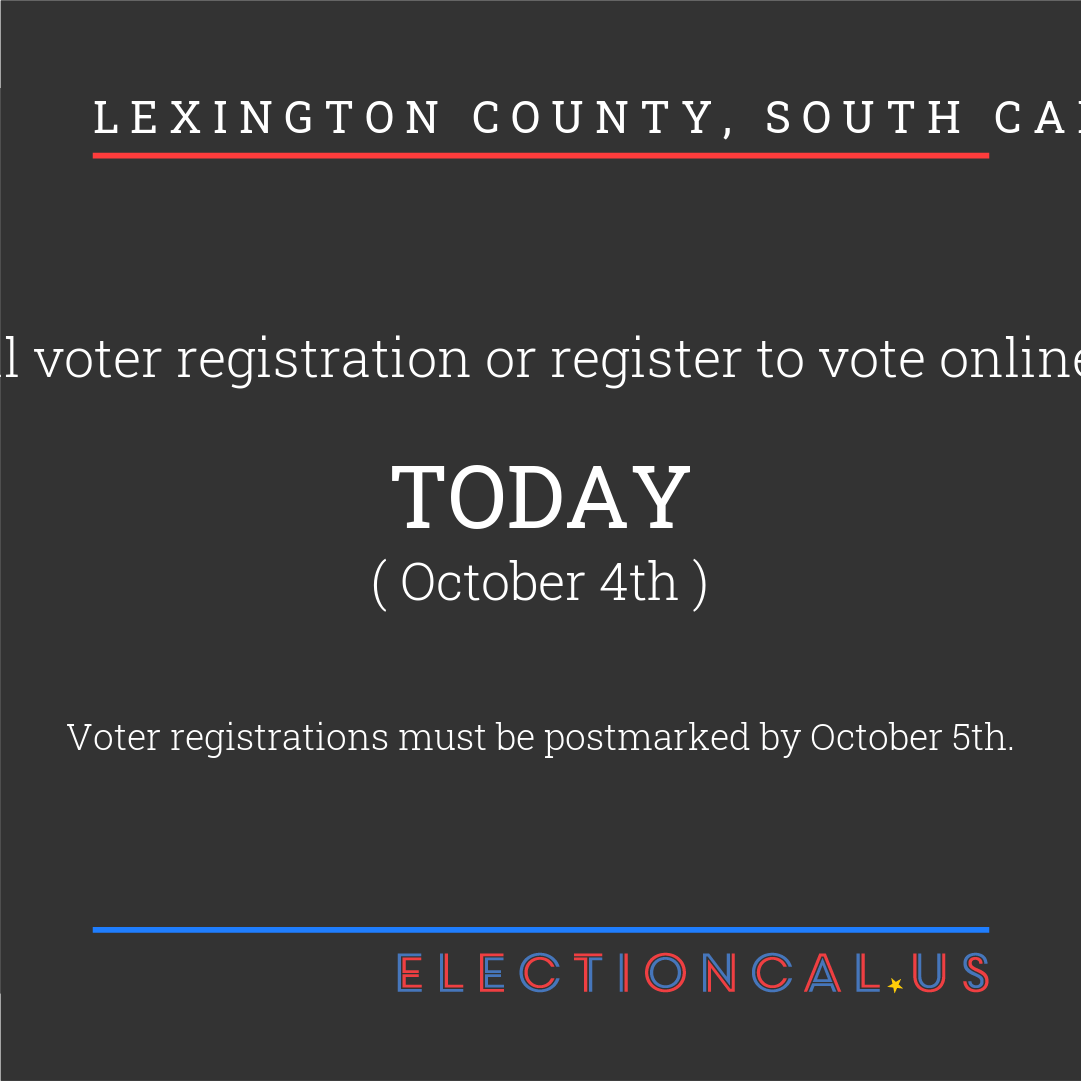 LEXINGTON COUNTY, SOUTH CA
l voter registration or register to vote online
TODAY
( October 4th )
Voter registrations must be postmarked by October 5th.
ELECTIONCAL.US